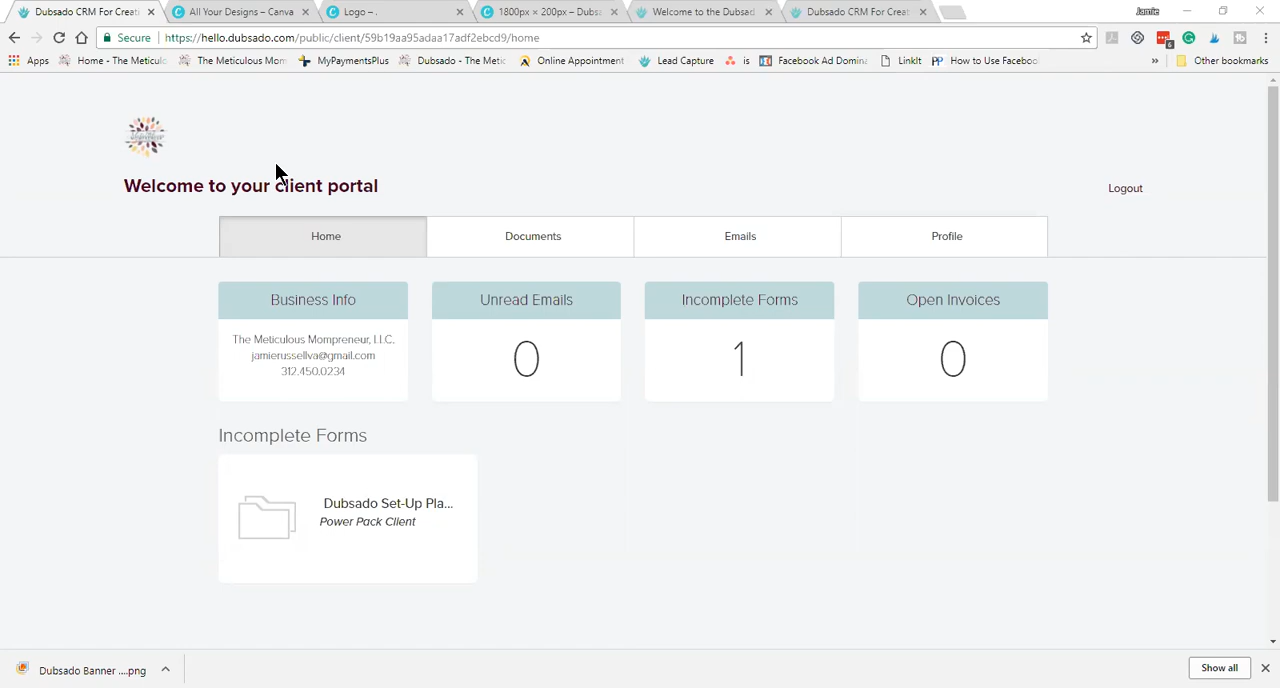 Dubsado CRM For Creati
All Your Designs – Canva
Logo – .
1800px × 200px – Dubsa
Welcome to the Dubsad
Dubsado CRM For Creati
Jamie
Secure
https://hello.dubsado.com/public/client/59b19aa95adaa17adf2ebcd9/home
6
Apps
Home - The Meticulo
The Meticulous Mom
MyPaymentsPlus
Dubsado - The Metic
Online Appointment
Lead Capture
is
Facebook Ad Domina
LinkIt
PP
How to Use Faceboo
»
Other bookmarks
Welcome to your client portal
Logout
Home
Documents
Emails
Profile
Business Info
The Meticulous Mompreneur, L.L.C.
jamierussellva@gmail.com
312.450.0234
Unread Emails
0
Incomplete Forms
1
Open Invoices
0
Incomplete Forms
Dubsado Set-Up Pla...
Power Pack Client
Dubsado Banner ....png
Show all